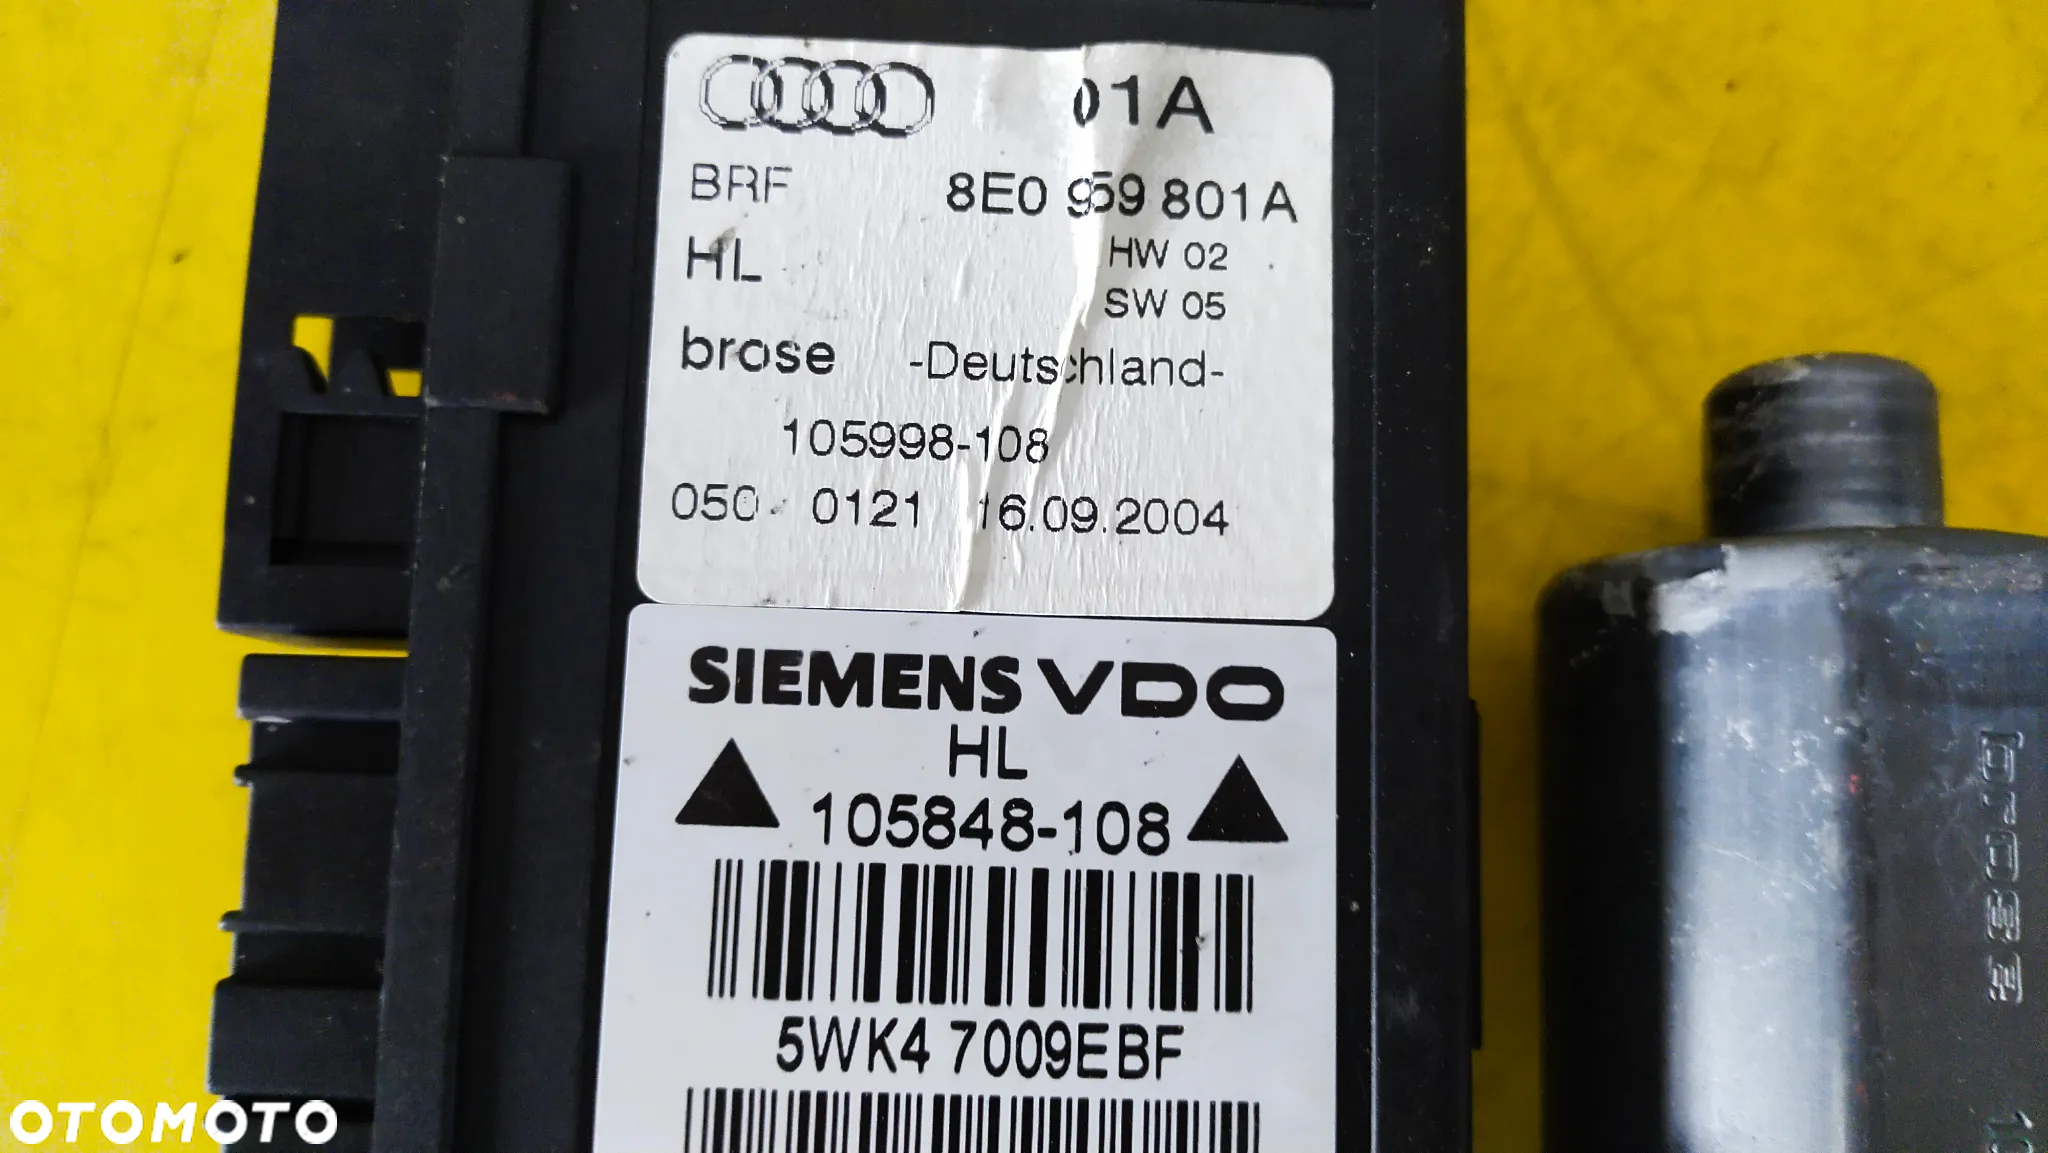 01A
BRF 8E0 959 801A
HL HW 02
SW 05
brose -Deutschland-
105998-108
050 0121 16.09.2004
SIEMENS VDO
HL
105848-108
5WK4 7009EBF
brose
OTOMOTO